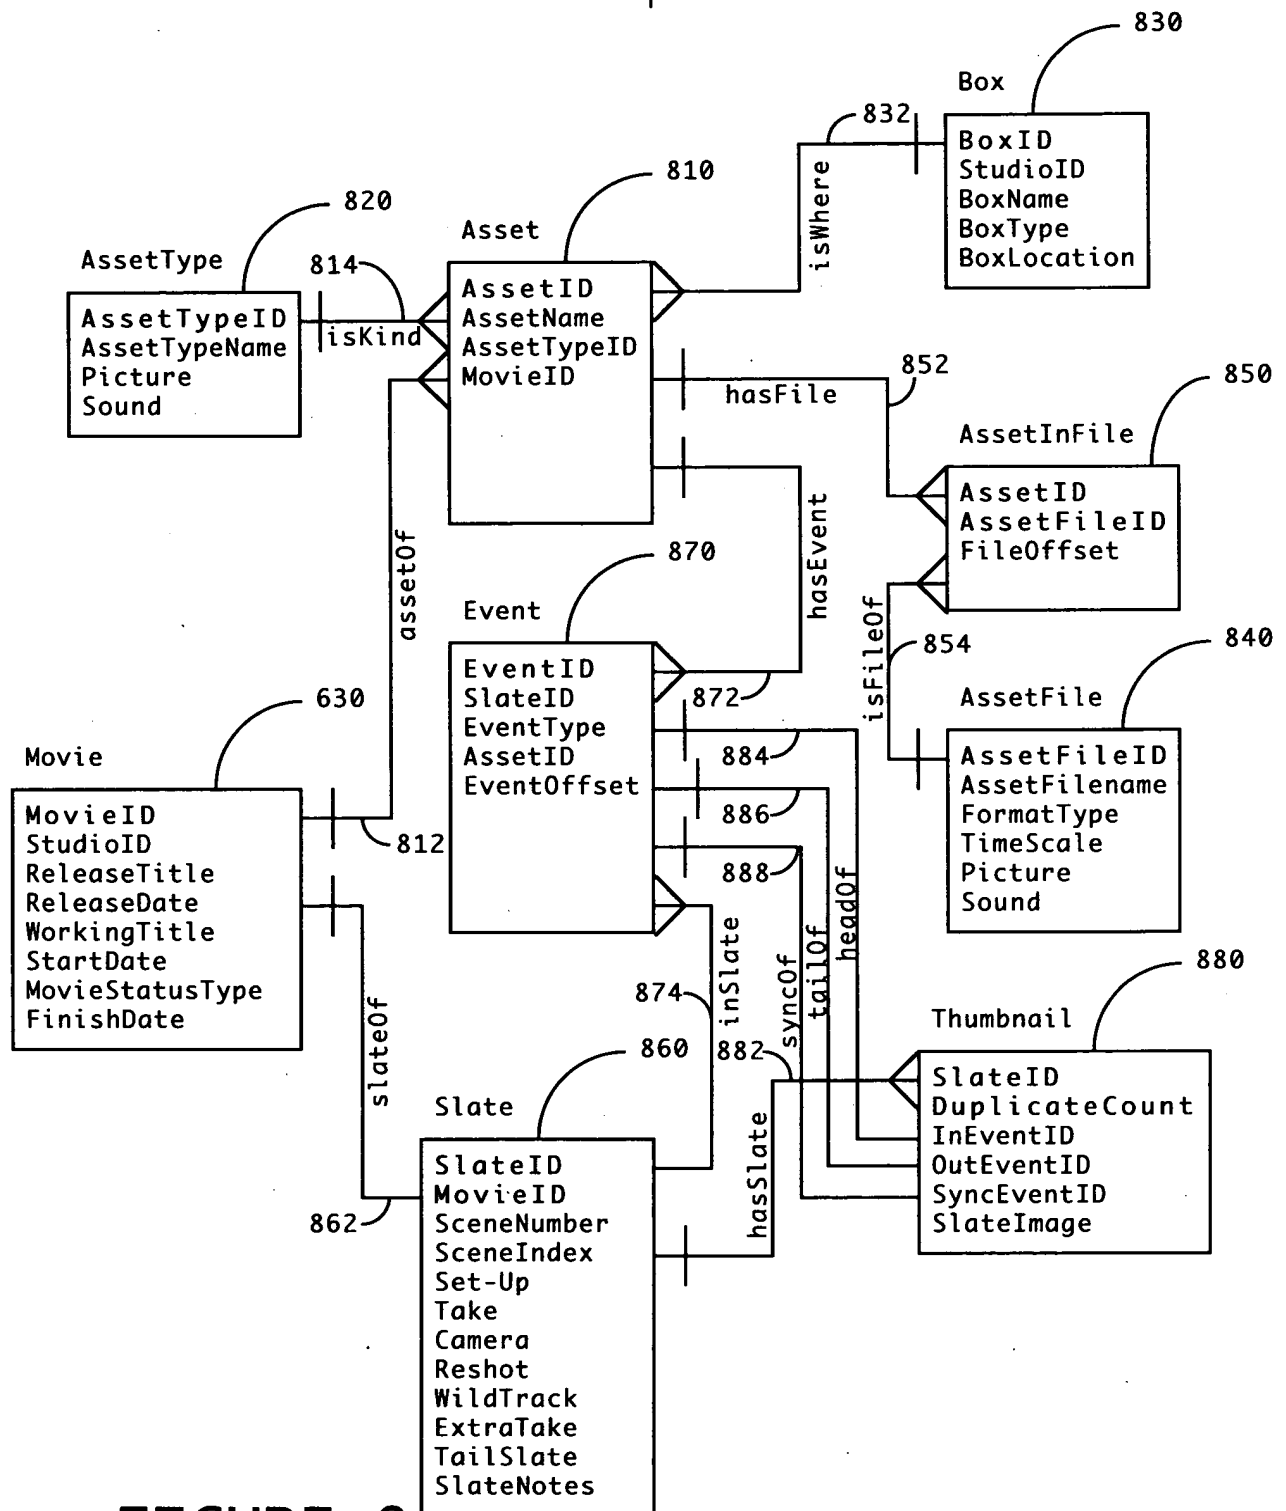 830
Box
832
BoxID
StudioID
BoxName
BoxType
BoxLocation
isWhere
810
820
Asset
AssetType
814
AssetTypeID
AssetTypeName
Picture
Sound
isKind
AssetID
AssetName
AssetTypeID
MovieID
hasFile
852
850
AssetInFile
AssetID
AssetFileID
FileOffset
hasEvent
assetOf
870
Event
EventID
SlateID
EventType
AssetID
EventOffset
872
884
886
888
isFileOf
854
840
AssetFile
AssetFileID
AssetFilename
FormatType
TimeScale
Picture
Sound
630
Movie
MovieID
StudioID
ReleaseTitle
ReleaseDate
WorkingTitle
StartDate
MovieStatusType
FinishDate
812
slateOf
862
874
inSlate
syncOf
tailOf
headOf
880
Thumbnail
SlateID
DuplicateCount
InEventID
OutEventID
SyncEventID
SlateImage
882
hasSlate
860
Slate
SlateID
MovieID
SceneNumber
SceneIndex
Set-Up
Take
Camera
Reshot
WildTrack
ExtraTake
TailSlate
SlateNotes
FIGURE